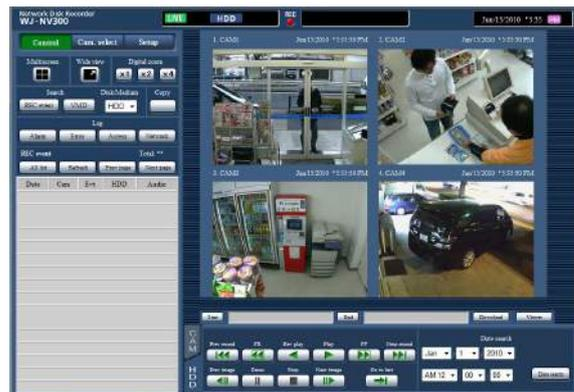 Network Disk Recorder
WJ-NV300
LIVE
HDD
REC
Jan/15/2010
Control
Cam. select
Setup
Multiscreen
Wide view
Digital zoom
x1
x2
x4
Search
Disk/Medium
Copy
REC event
VMD
HDD
Log
Alarm
Error
Access
Network
REC event
Total: **
All list
Refresh
Prev page
Next page
Date
Cam
Evt
HDD
Audio
1. CAM1
2. CAM2
3. CAM3
4. CAM4
Start
End
Download
Viewer
CAM
HDD
Prev record
FR
Rev play
Play
FF
Next record
Prev image
Pause
Stop
Next image
Go to last
Date search
Jan
1
2010
AM 12
00
00
Date search